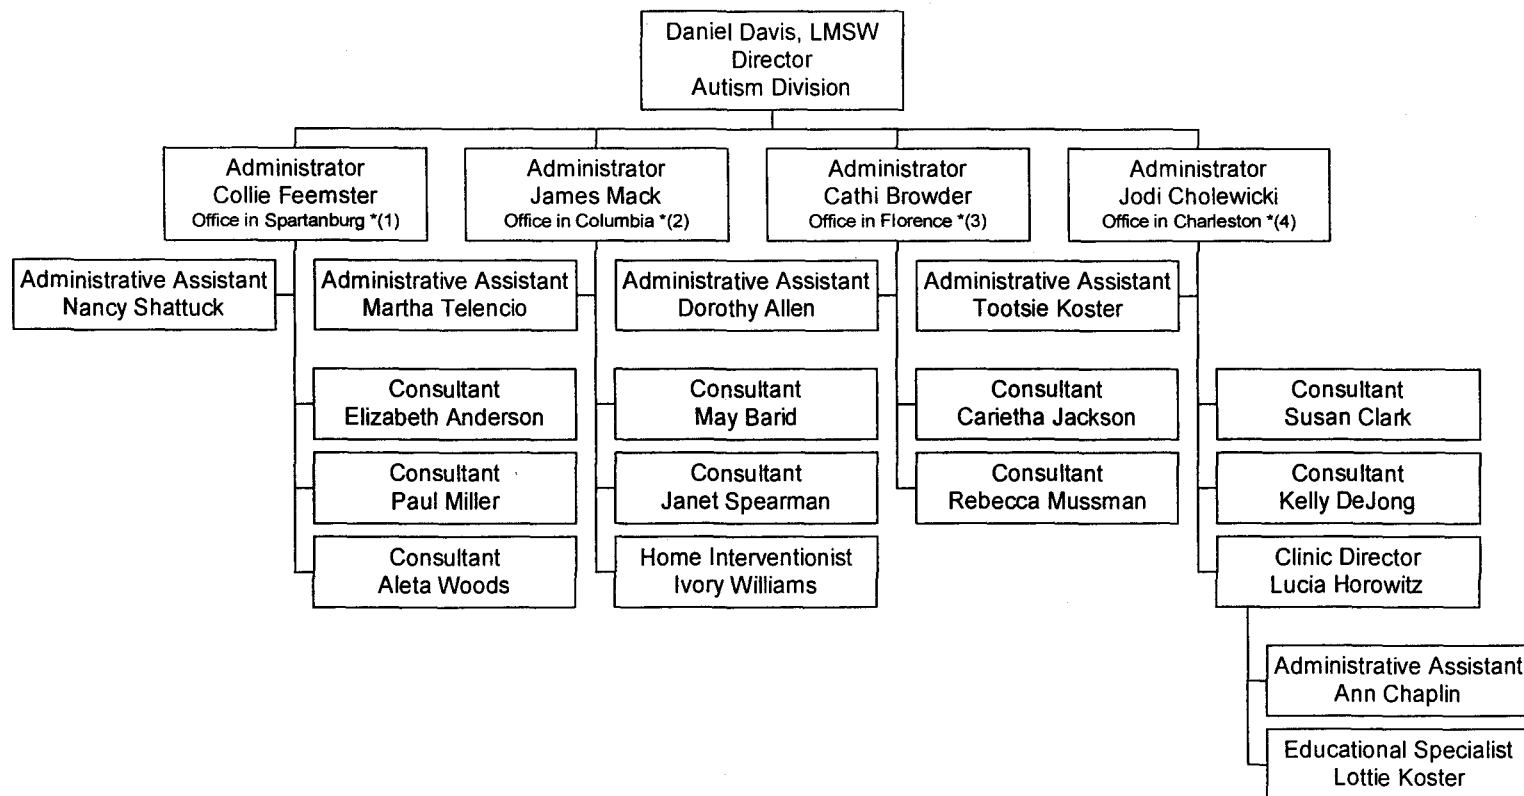 Daniel Davis, LMSW
Director
Autism Division
Administrator
Collie Feemster
Office in Spartanburg *(1)
Administrator
James Mack
Office in Columbia *(2)
Administrator
Cathi Browder
Office in Florence *(3)
Administrator
Jodi Cholewicki
Office in Charleston *(4)
Administrative Assistant
Nancy Shattuck
Administrative Assistant
Martha Telencio
Administrative Assistant
Dorothy Allen
Administrative Assistant
Tootsie Koster
Consultant
Elizabeth Anderson
Consultant
May Barid
Consultant
Carietha Jackson
Consultant
Susan Clark
Consultant
Paul Miller
Consultant
Janet Spearman
Consultant
Rebecca Mussman
Consultant
Kelly DeJong
Consultant
Aleta Woods
Home Interventionist
Ivory Williams
Clinic Director
Lucia Horowitz
Administrative Assistant
Ann Chaplin
Educational Specialist
Lottie Koster